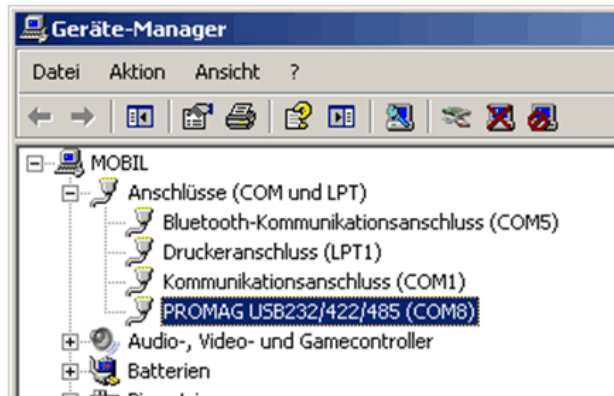 Geräte-Manager
Datei Aktion Ansicht ?
MOBIL
Anschlüsse (COM und LPT)
Bluetooth-Kommunikationsanschluss (COM5)
Druckeranschluss (LPT1)
Kommunikationsanschluss (COM1)
PROMAG USB232/422/485 (COM8)
Audio-, Video- und Gamecontroller
Batterien